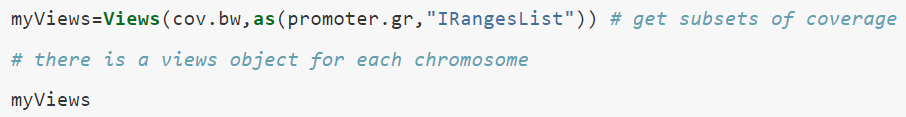 myViews=Views(cov.bw,as(promoter.gr,"IRangesList")) # get subsets of coverage
# there is a views object for each chromosome
myViews